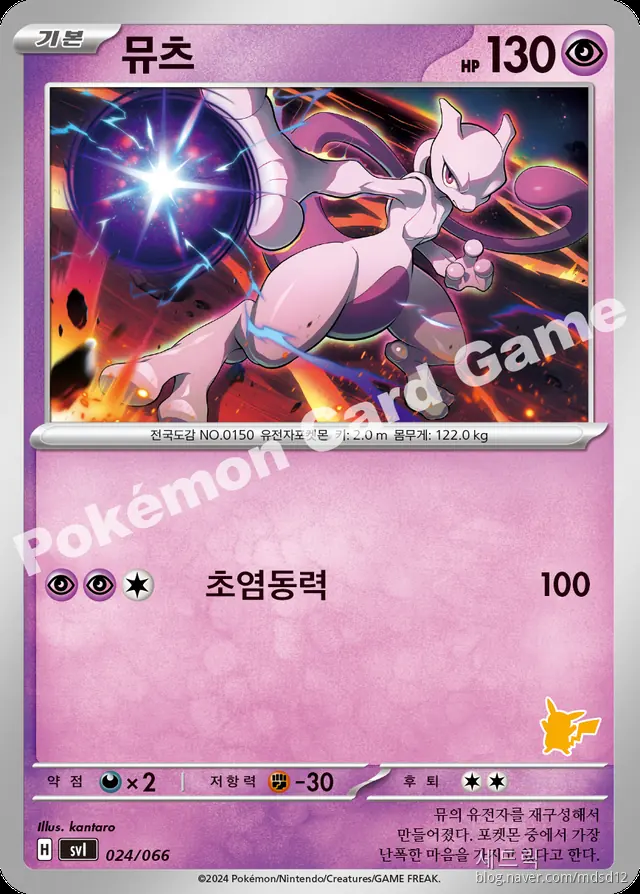 기본 뮤츠 HP 130
전국도감 NO.0150 유전자포켓몬 키: 2.0 m 몸무게: 122.0 kg
Pokémon Card Game
초염동력 100
약점 ×2 저항력 -30 후퇴
뮤의 유전자를 재구성해서
만들어졌다. 포켓몬 중에서 가장
난폭한 마음을 가지고 있다고 한다.
Illus. kantaro
H svI 024/066
세드릭
blog.naver.com/mdsd12
©2024 Pokémon/Nintendo/Creatures/GAME FREAK.